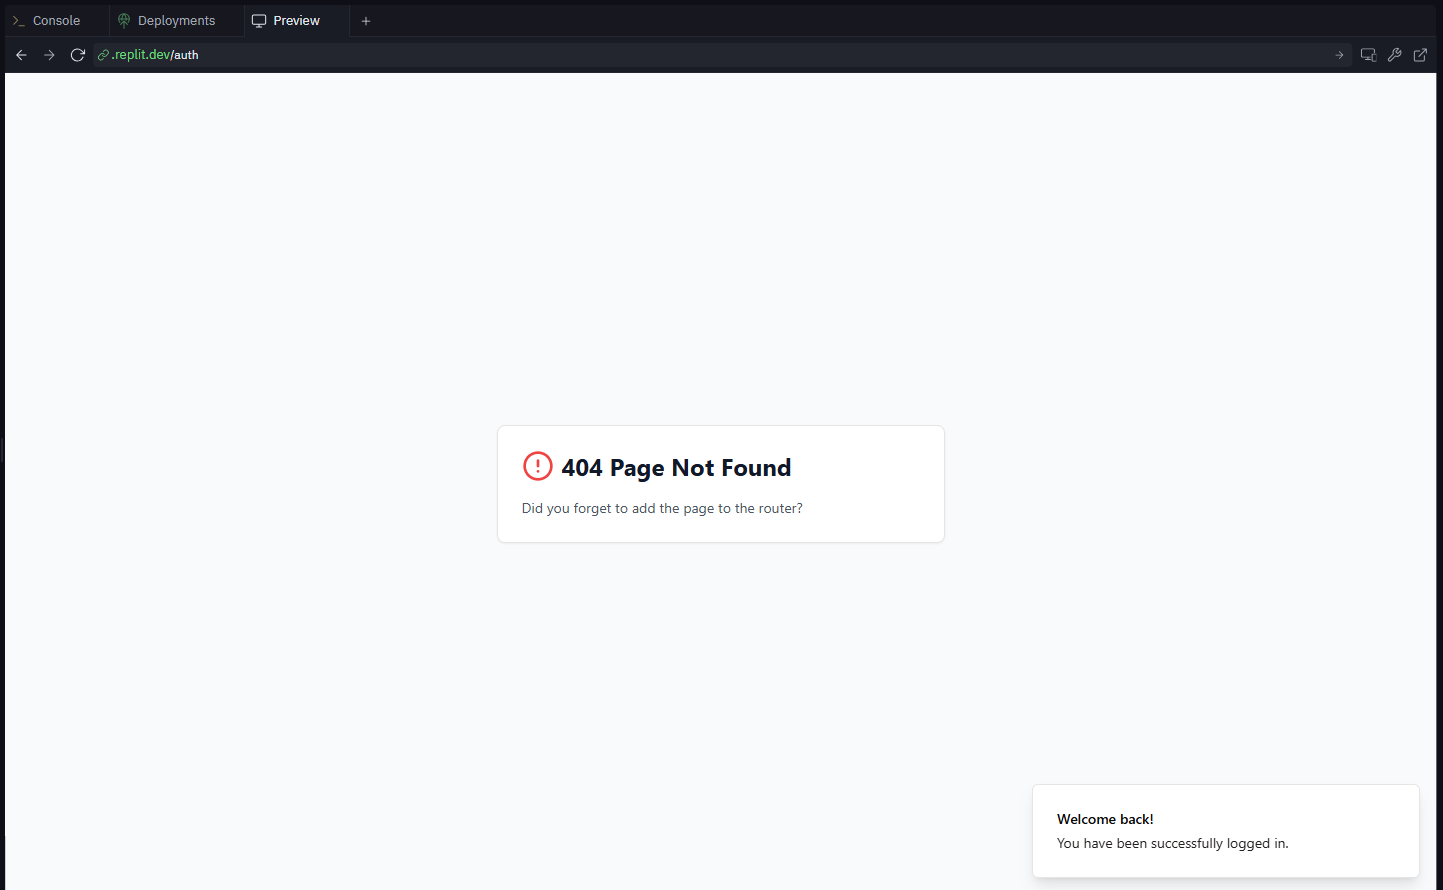 Console
Deployments
Preview
.replit.dev/auth
404 Page Not Found
Did you forget to add the page to the router?
Welcome back!
You have been successfully logged in.